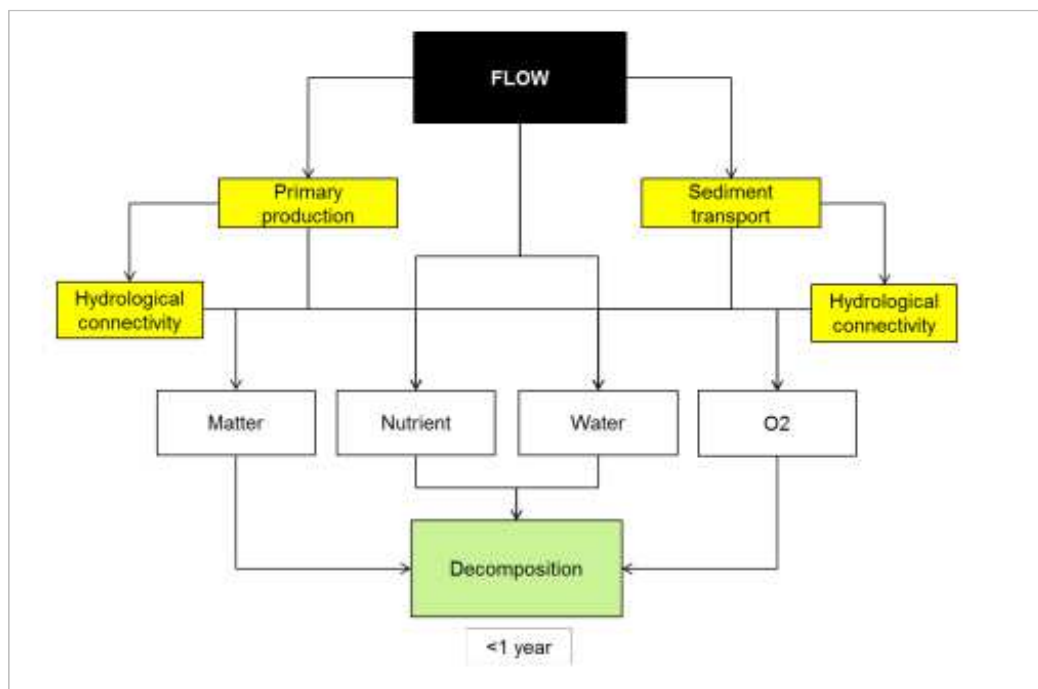 FLOW
Primary
production
Sediment
transport
Hydrological
connectivity
Hydrological
connectivity
Matter
Nutrient
Water
O2
Decomposition
<1 year